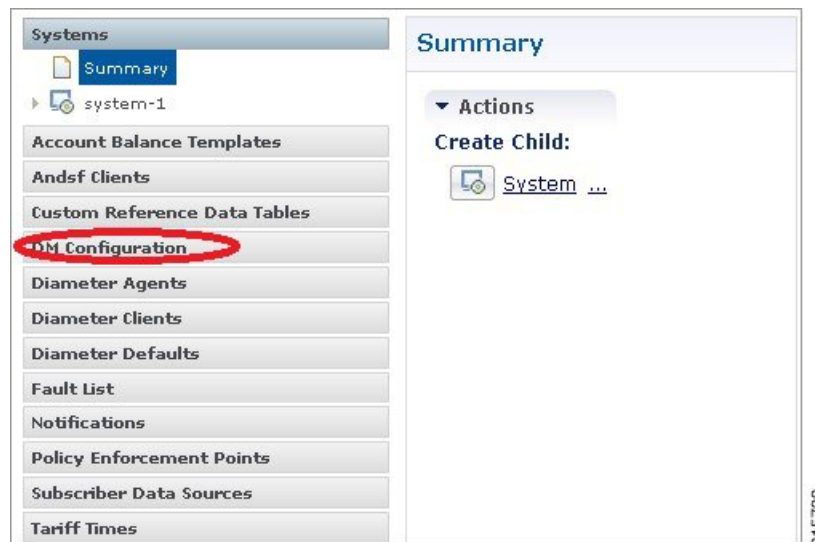 Systems
Summary
system-1
Account Balance Templates
Andsf Clients
Custom Reference Data Tables
DM Configuration
Diameter Agents
Diameter Clients
Diameter Defaults
Fault List
Notifications
Policy Enforcement Points
Subscriber Data Sources
Tariff Times
Summary
Actions
Create Child:
System ...